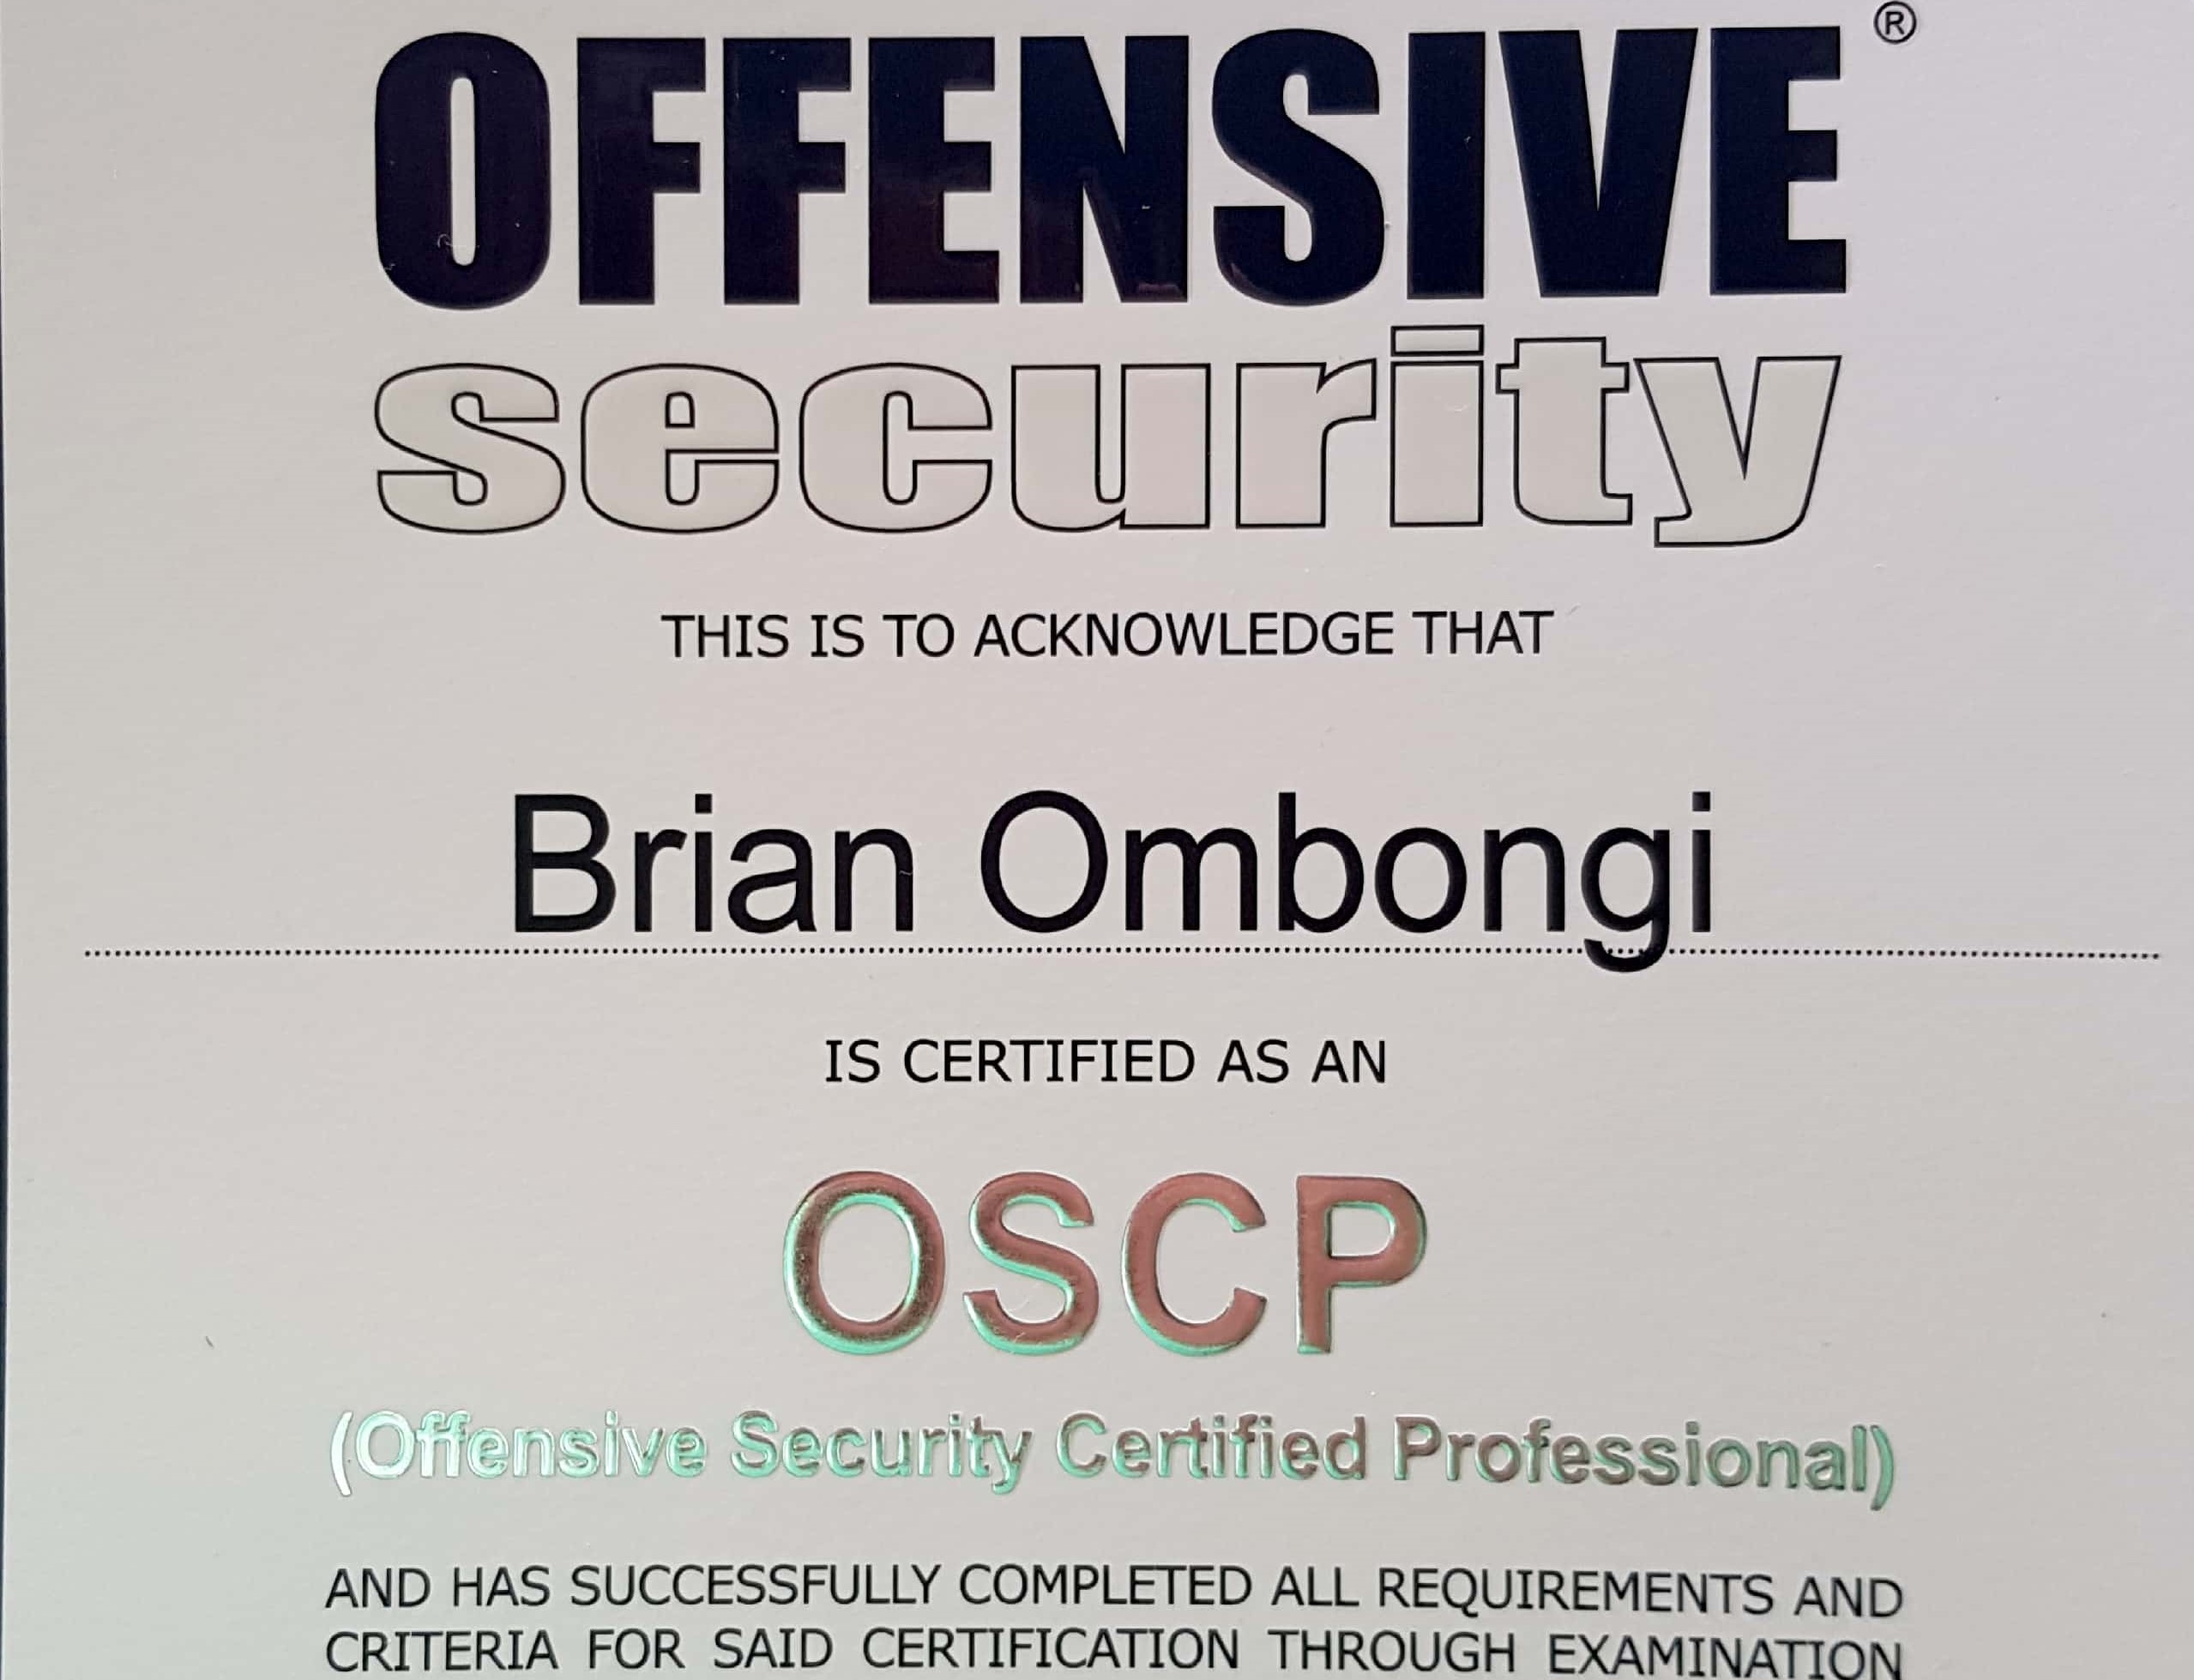 OFFENSIVE®
security
THIS IS TO ACKNOWLEDGE THAT
Brian Ombongi
IS CERTIFIED AS AN
OSCP
(Offensive Security Certified Professional)
AND HAS SUCCESSFULLY COMPLETED ALL REQUIREMENTS AND
CRITERIA FOR SAID CERTIFICATION THROUGH EXAMINATION